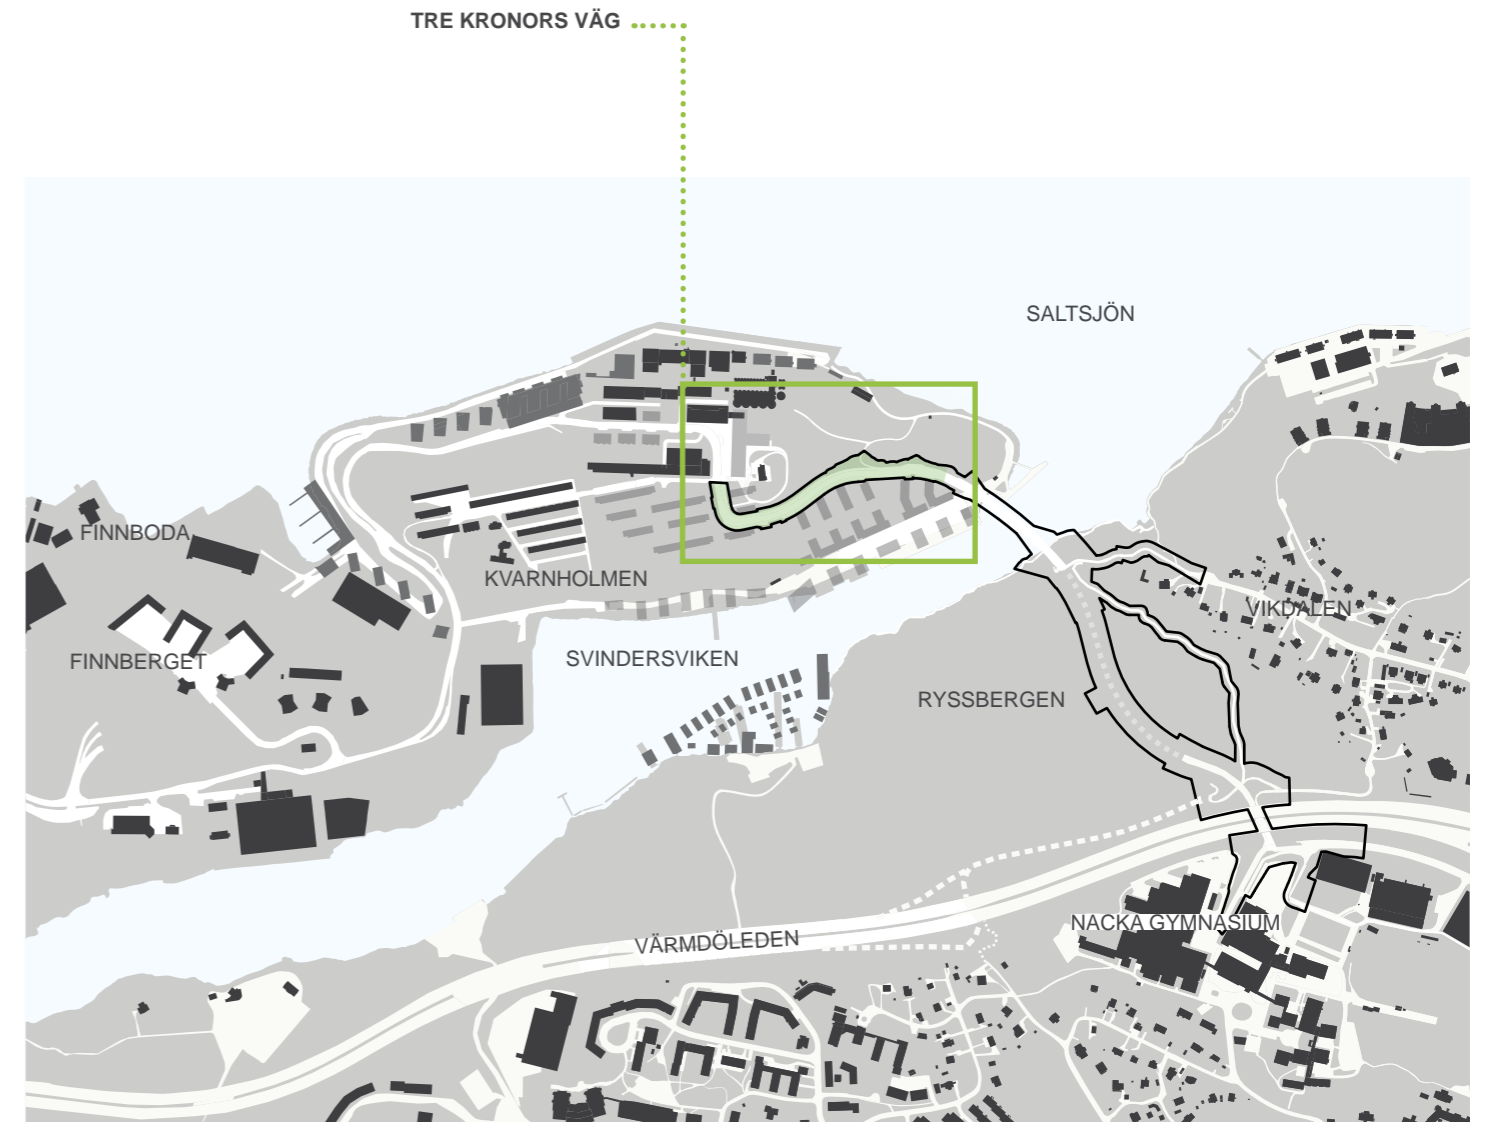 TRE KRONORS VÄG
SALTSJÖN
FINNBODA
KVARNHOLMEN
VIKDALEN
FINNBERGET
SVINDERSVIKEN
RYSSBERGEN
NACKA GYMNASIUM
VÄRMDÖLEDEN